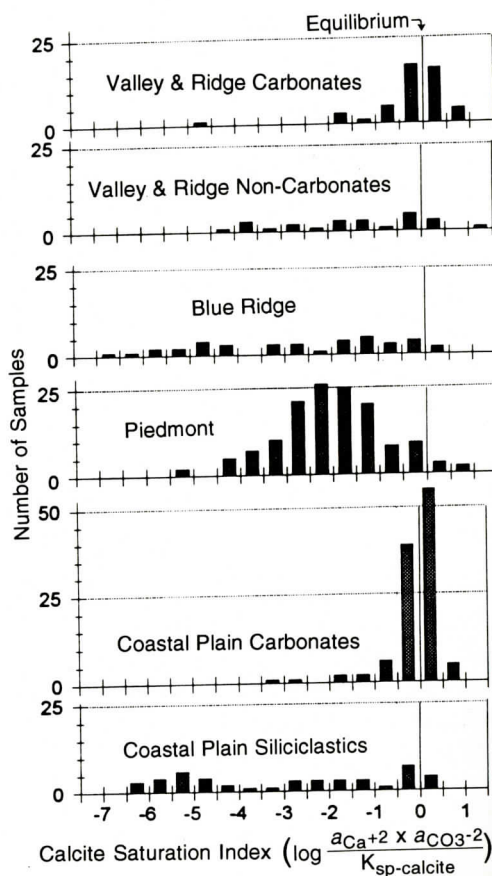 Equilibrium
25
Valley & Ridge Carbonates
0
25
Valley & Ridge Non-Carbonates
0
25
Blue Ridge
0
25
Piedmont
0
Number of Samples
50
25
Coastal Plain Carbonates
0
25
Coastal Plain Siliciclastics
0
-7 -6 -5 -4 -3 -2 -1 0 1
Calcite Saturation Index (log aCa+2 x aCO3-2 / Ksp-calcite)